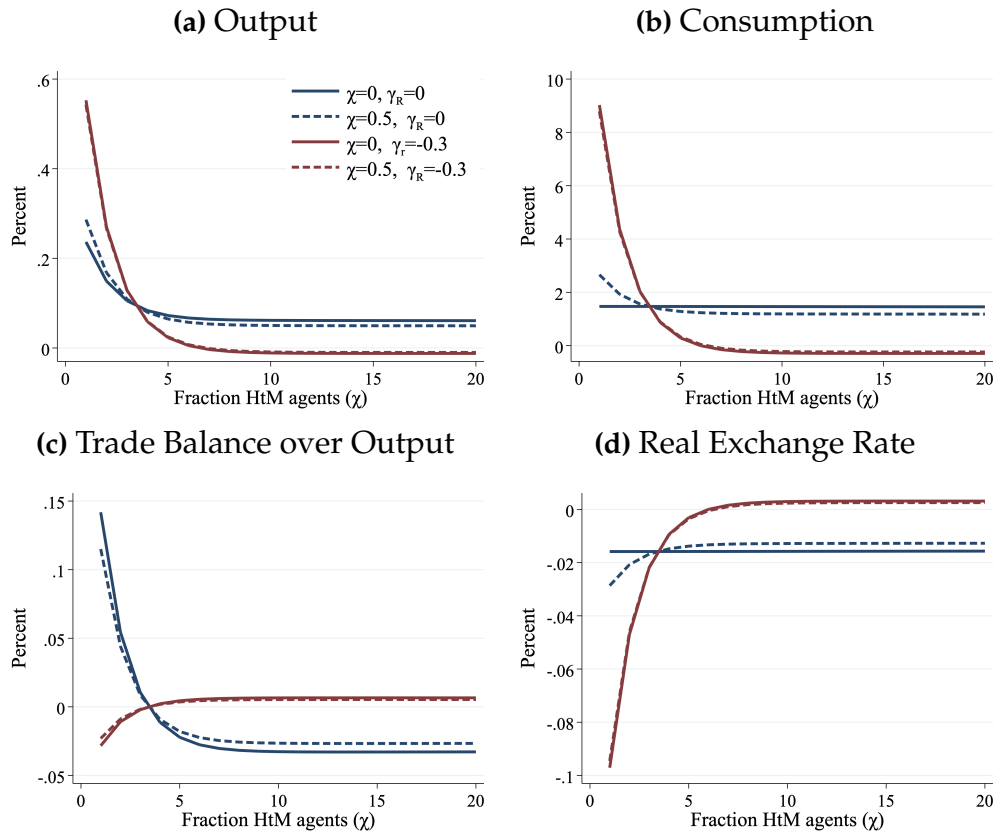 (a) Output
(b) Consumption
Percent
.6
.4
.2
0
χ=0, γR=0
χ=0.5, γR=0
χ=0, γr=-0.3
χ=0.5, γR=-0.3
0 5 10 15 20
Fraction HtM agents (χ)
Percent
10
8
6
4
2
0
0 5 10 15 20
Fraction HtM agents (χ)
(c) Trade Balance over Output
(d) Real Exchange Rate
Percent
.15
.1
.05
0
-.05
0 5 10 15 20
Fraction HtM agents (χ)
Percent
0
-.02
-.04
-.06
-.08
-.1
0 5 10 15 20
Fraction HtM agents (χ)